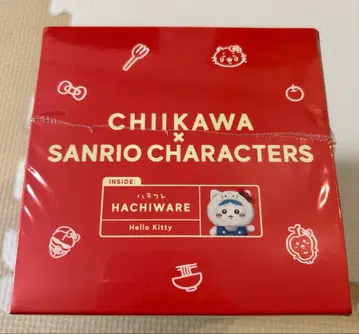 CHIIKAWA
×
SANRIO CHARACTERS
INSIDE:
ハチワレ
HACHIWARE
Hello Kitty